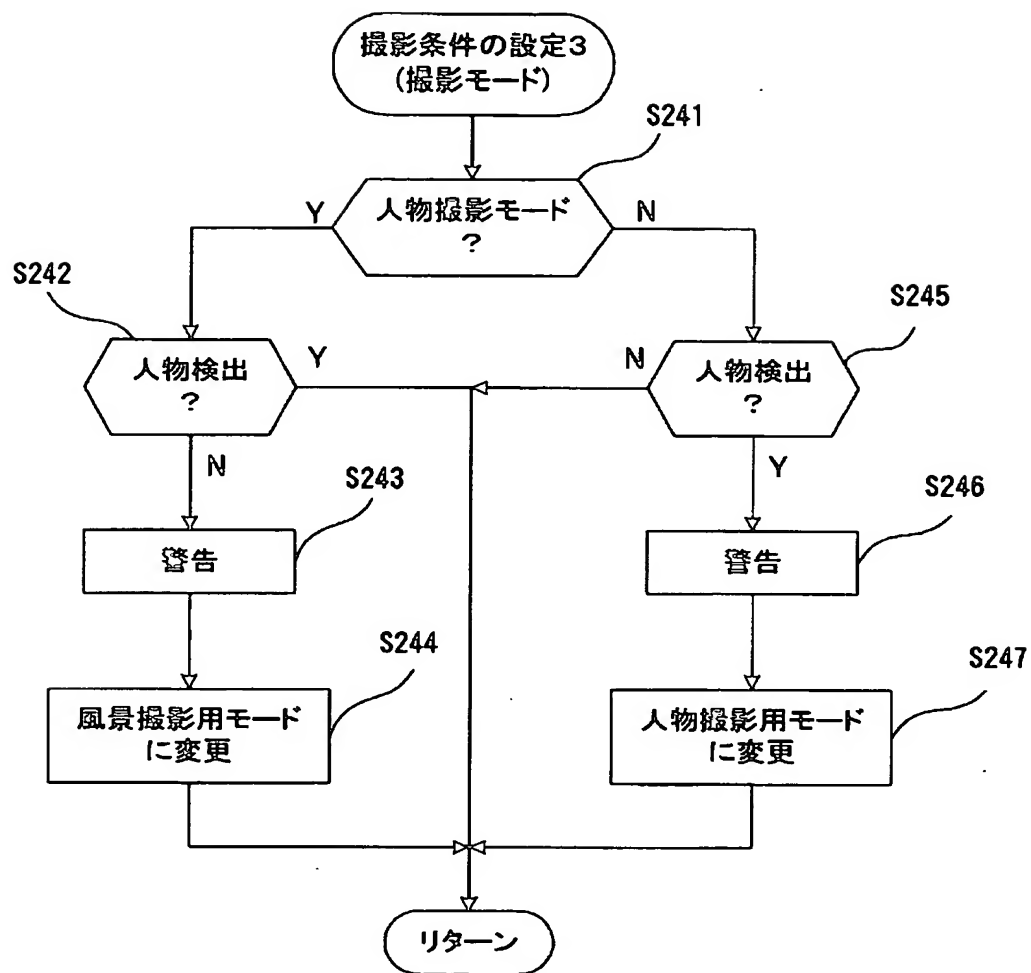 撮影条件の設定3
(撮影モード)
S241
人物撮影モード
?
Y
N
S242
人物検出
?
Y
S245
人物検出
?
N
N
S243
警告
Y
S246
警告
S244
風景撮影用モード
に変更
S247
人物撮影用モード
に変更
リターン